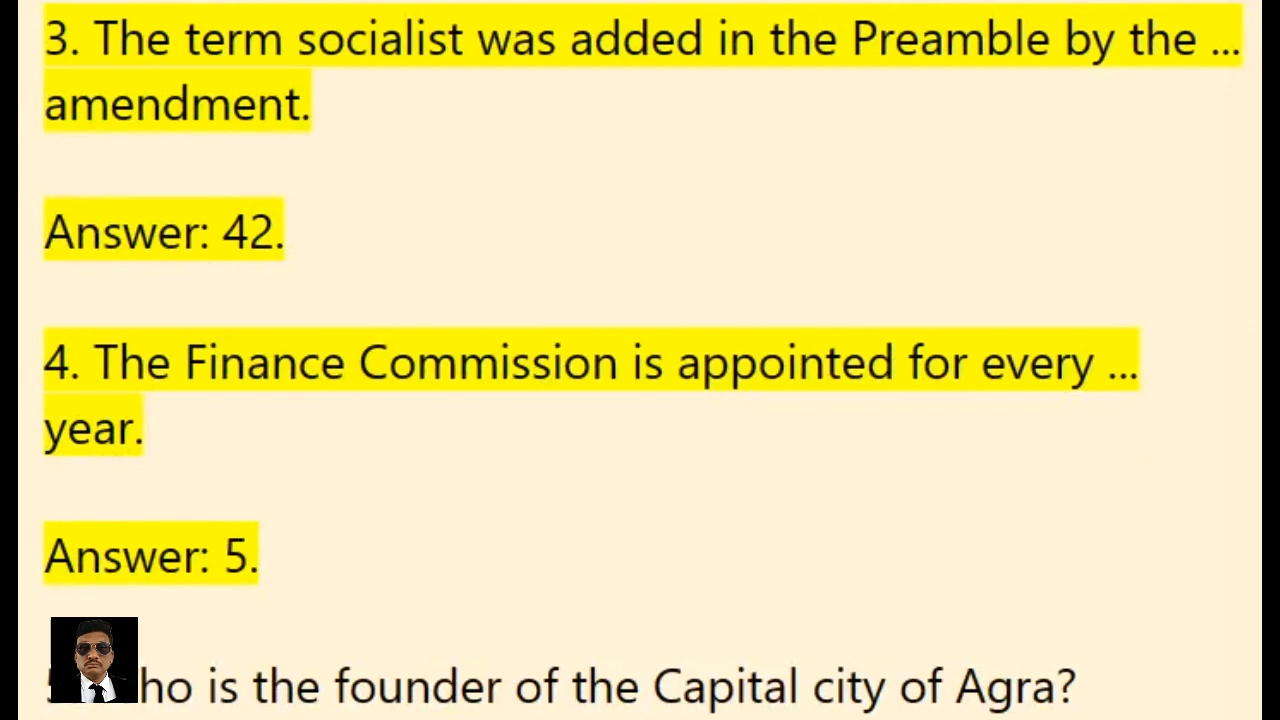 3. The term socialist was added in the Preamble by the ...
amendment.
Answer: 42.
4. The Finance Commission is appointed for every ...
year.
Answer: 5.
is the founder of the Capital city of Agra?